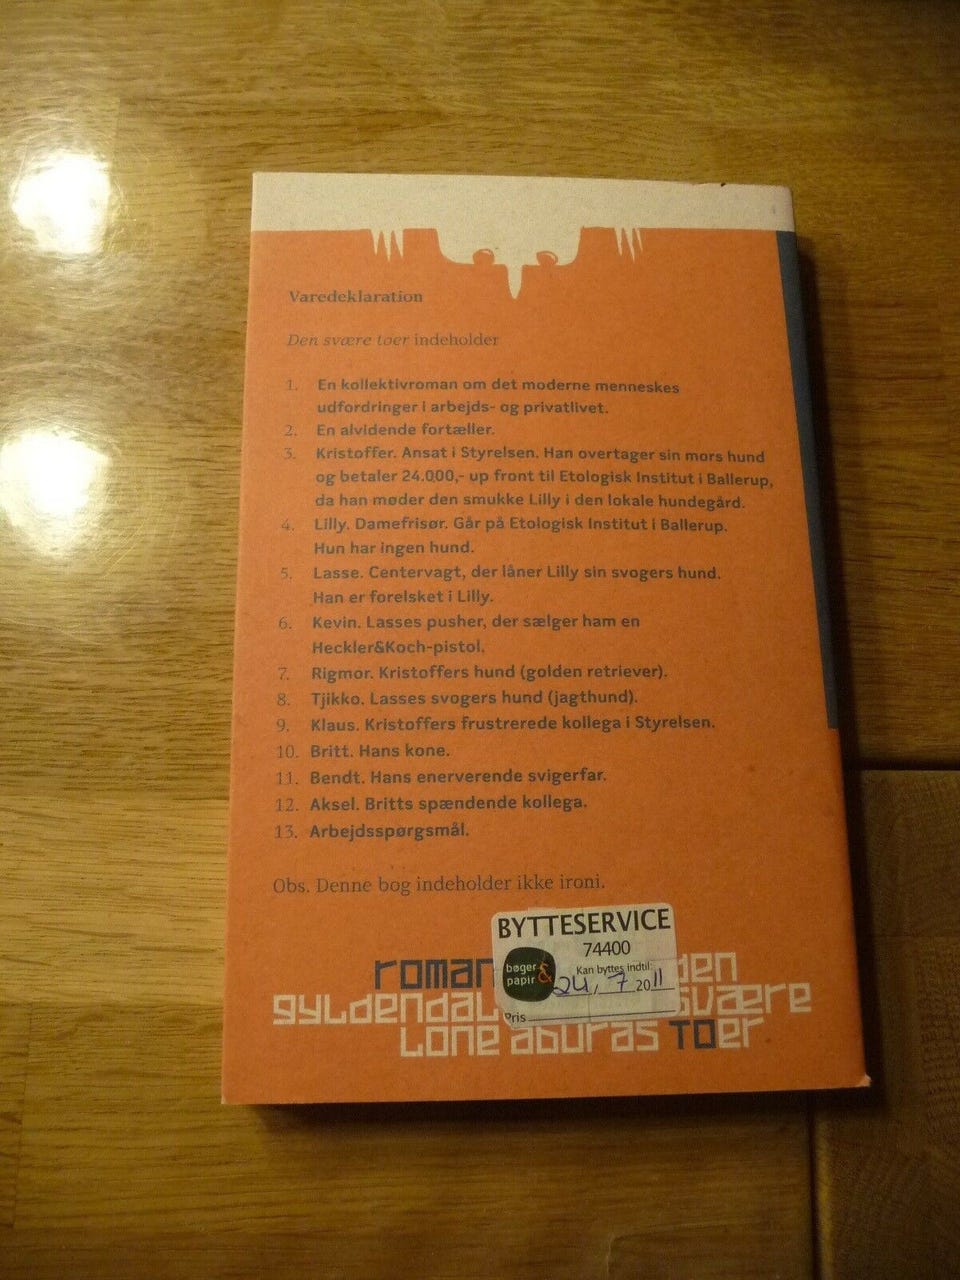 Varedeklaration
Den svære toer indeholder
1. En kollektivroman om det moderne menneskes
udfordringer i arbejds- og privatlivet.
2. En alvidende fortæller.
3. Kristoffer. Ansat i Styrelsen. Han overtager sin mors hund
og betaler 24.000,- up front til Etologisk Institut i Ballerup,
da han møder den smukke Lilly i den lokale hundegård.
4. Lilly. Damefrisør. Går på Etologisk Institut i Ballerup.
Hun har ingen hund.
5. Lasse. Centervagt, der låner Lilly sin svogers hund.
Han er forelsket i Lilly.
6. Kevin. Lasses pusher, der sælger ham en
Heckler&Koch-pistol.
7. Rigmor. Kristoffers hund (golden retriever).
8. Tjikko. Lasses svogers hund (jagthund).
9. Klaus. Kristoffers frustrerede kollega i Styrelsen.
10. Britt. Hans kone.
11. Bendt. Hans enerverende svigerfar.
12. Aksel. Britts spændende kollega.
13. Arbejdsspørgsmål.
Obs. Denne bog indeholder ikke ironi.
BYTTESERVICE
74400
bøger & papir
Kan byttes indtil:
24, 7 2011
Pris
roman den
gyldendal svære
Lone aburas TOer